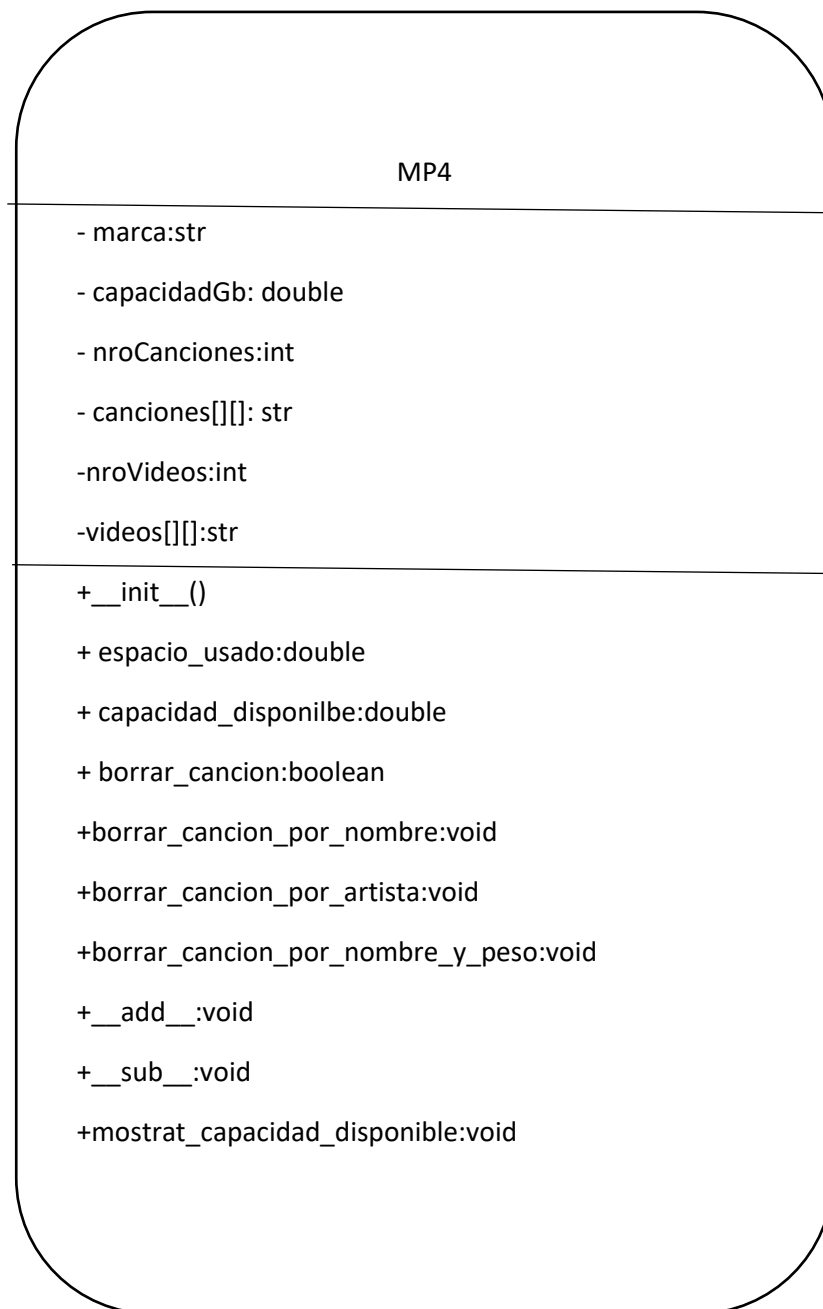 MP4
- marca:str
- capacidadGb: double
- nroCanciones:int
- canciones[][]: str
-nroVideos:int
-videos[][]:str
+__init__()
+ espacio_usado:double
+ capacidad_disponilbe:double
+ borrar_cancion:boolean
+borrar_cancion_por_nombre:void
+borrar_cancion_por_artista:void
+borrar_cancion_por_nombre_y_peso:void
+__add__:void
+__sub__:void
+mostrat_capacidad_disponible:void